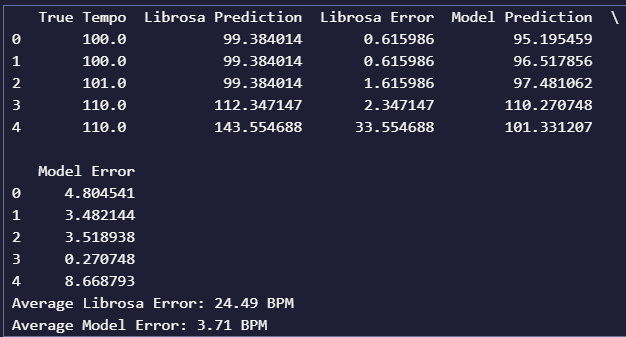 True Tempo  Librosa Prediction  Librosa Error  Model Prediction  \
0       100.0           99.384014       0.615986         95.195459
1       100.0           99.384014       0.615986         96.517856
2       101.0           99.384014       1.615986         97.481062
3       110.0          112.347147       2.347147        110.270748
4       110.0          143.554688      33.554688        101.331207
Model Error
0     4.804541
1     3.482144
2     3.518938
3     0.270748
4     8.668793
Average Librosa Error: 24.49 BPM
Average Model Error: 3.71 BPM